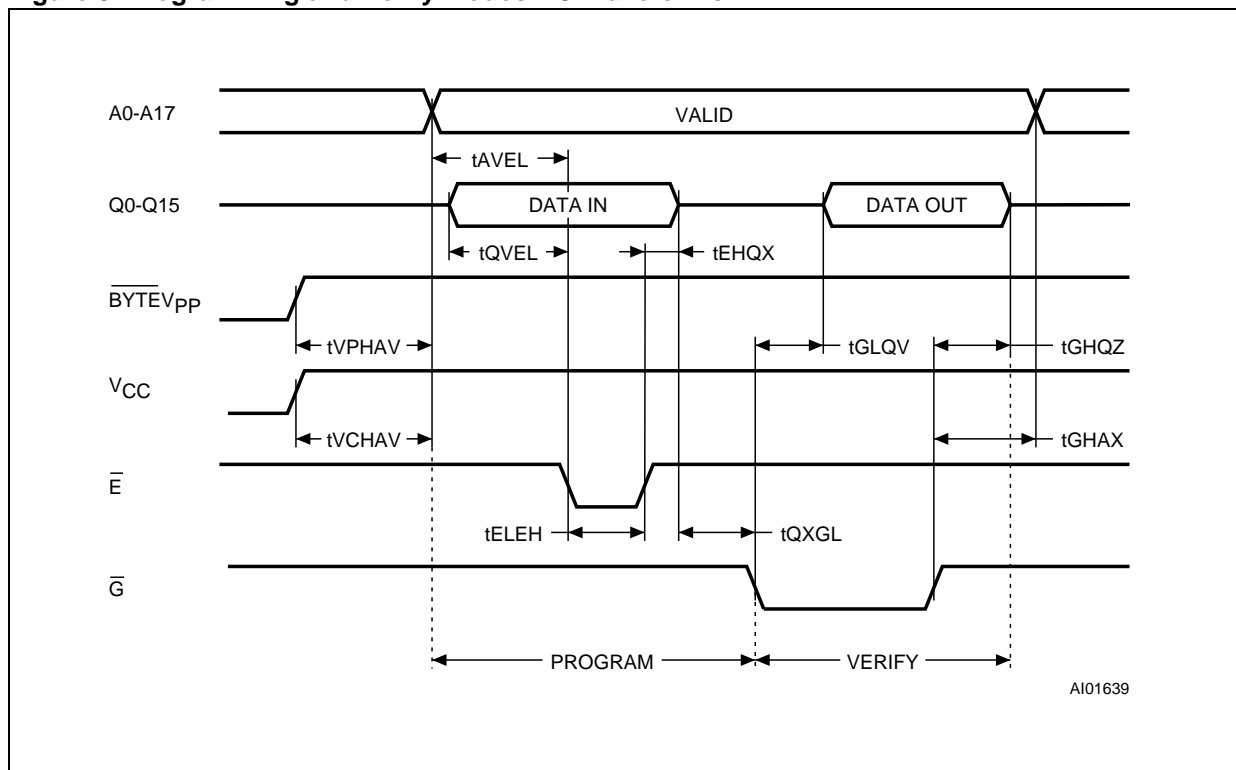 A0-A17
VALID
tAVEL
Q0-Q15
DATA IN
DATA OUT
tQVEL
tEHQX
BYTEVPP
tVPHAV
tGLQV
tGHQZ
VCC
tVCHAV
tGHAX
E
tELEH
tQXGL
G
PROGRAM
VERIFY
AI01639